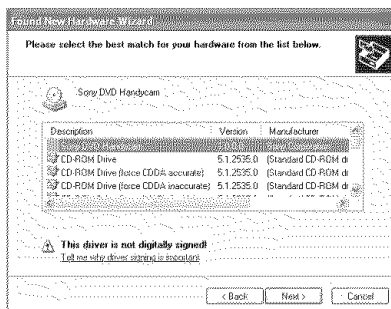 Found New Hardware Wizard
Please select the best match for your hardware from the list below.
Sony DVD Handycam
Description Version Manufacturer
CD-ROM Drive 5.1.2535.0 (Standard CD-ROM dr
CD-ROM Drive (force CDDA accurate) 5.1.2535.0 (Standard CD-ROM dr
CD-ROM Drive (force CDDA inaccurate) 5.1.2535.0 (Standard CD-ROM dr
This driver is not digitally signed!
Tell me why driver signing is important
< Back Next > Cancel